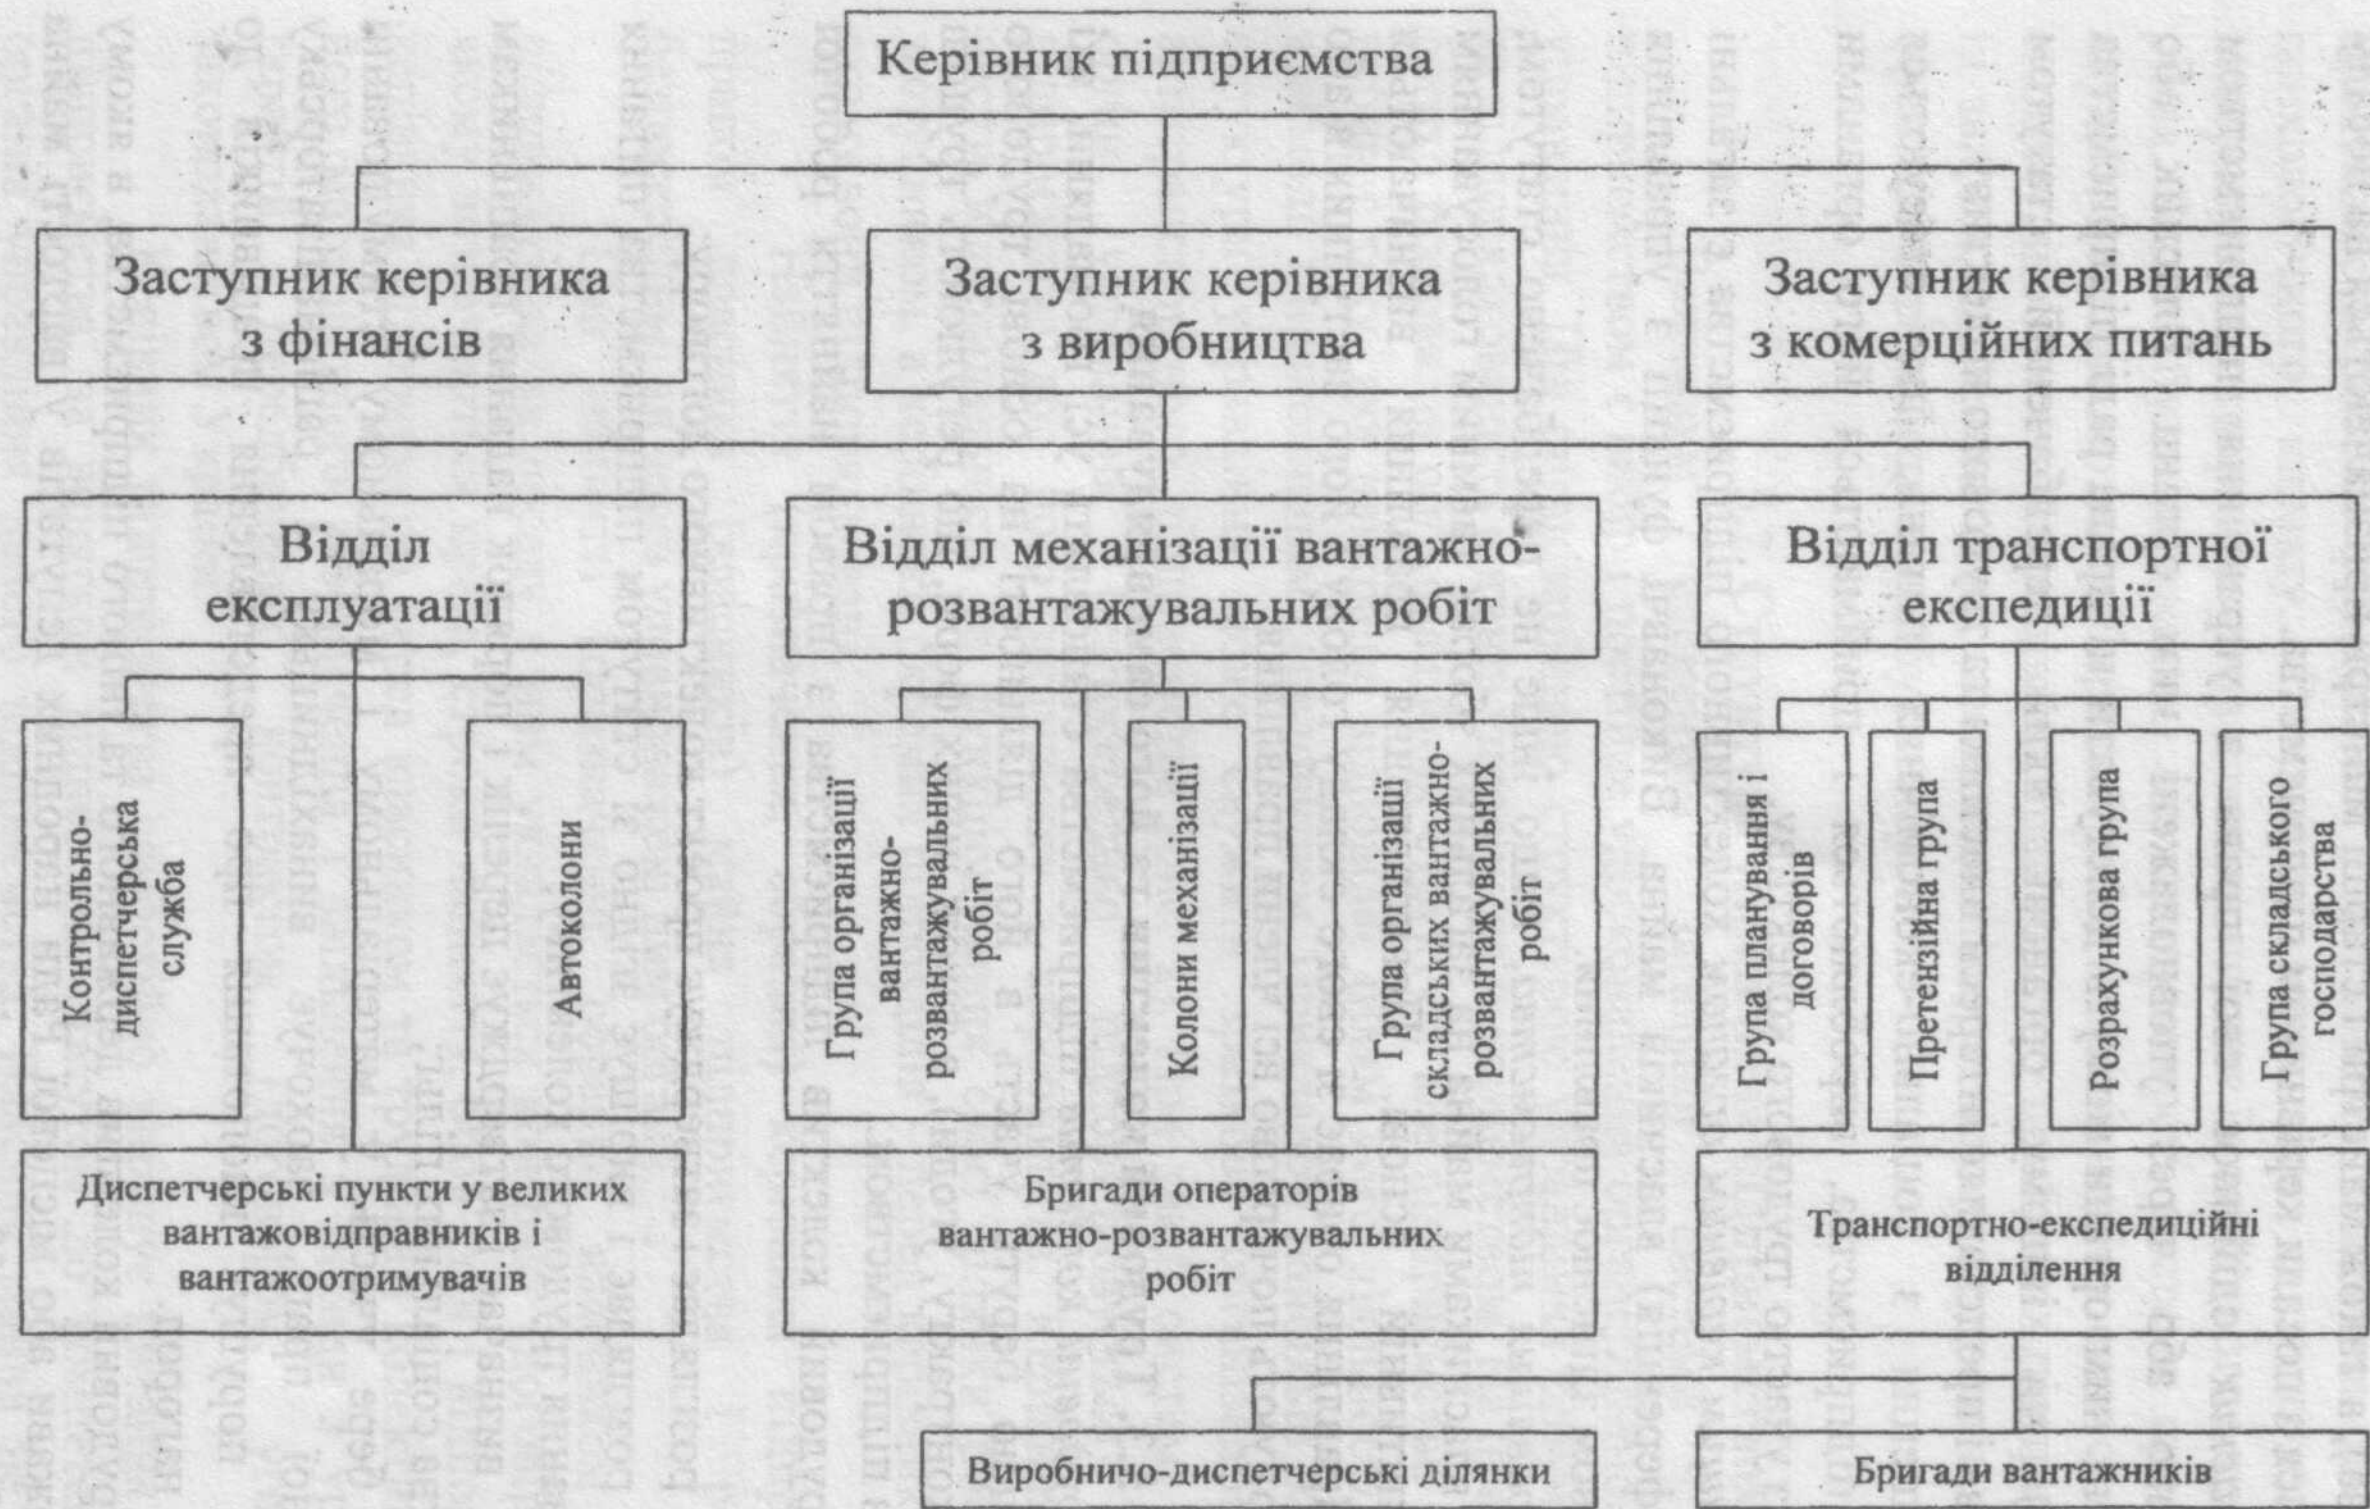 Керівник підприємства
Заступник керівника
з фінансів
Заступник керівника
з виробництва
Заступник керівника
з комерційних питань
Відділ
експлуатації
Відділ механізації вантажно-
розвантажувальних робіт
Відділ транспортної
експедиції
Контрольно-
диспетчерська
служба
Автоколони
Група організації
вантажно-
розвантажувальних
робіт
Колони механізації
Група організації
складських вантажно-
розвантажувальних
робіт
Група планування і
договорів
Претензійна група
Розрахункова група
Група складського
господарства
Диспетчерські пункти у великих
вантажовідправників і
вантажоотримувачів
Бригади операторів
вантажно-розвантажувальних
робіт
Транспортно-експедиційні
відділення
Виробничо-диспетчерські ділянки
Бригади вантажників